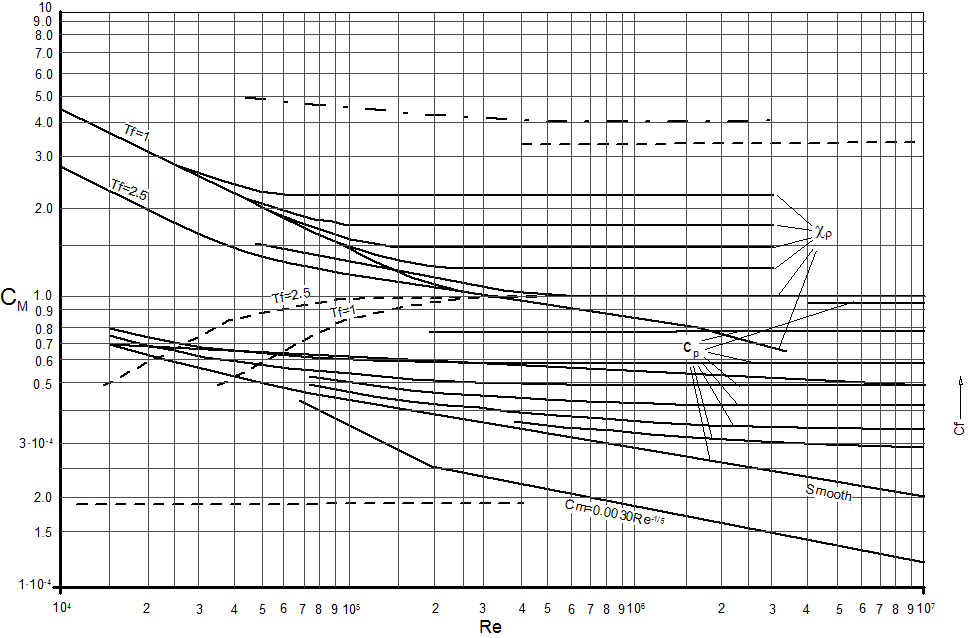 10
9.0
8.0
7.0
6.0
5.0
4.0
Tf=1
3.0
Tf=2.5
2.0
χρ
CM
1.0
Tf=2.5
0.9
Tf=1
0.8
0.7
cp
0.6
0.5
Cf
3·10-4
Smooth
2.0
Cm=0.0030Re-1/5
1.5
1·10-4
104 2 3 4 5 6 7 8 9 105 2 3 4 5 6 7 8 9 106 2 3 4 5 6 7 8 9 107
Re